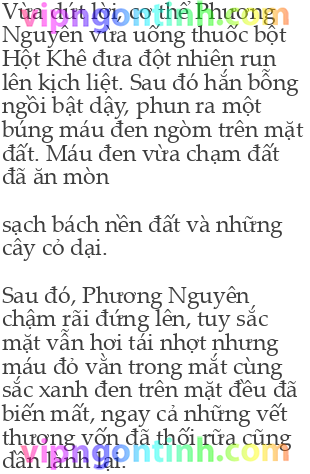 vipngontinh.com
Vừa dứt lời, cơ thể Phương
Nguyên vừa uống thuốc bột
Hột Khê đưa đột nhiên run
lên kịch liệt. Sau đó hắn bỗng
ngồi bật dậy, phun ra một
búng máu đen ngòm trên mặt
đất. Máu đen vừa chạm đất
đã ăn mòn
sạch bách nền đất và những
cây cỏ dại.
Sau đó, Phương Nguyên
chậm rãi đứng lên, tuy sắc
mặt vẫn hơi tái nhợt nhưng
máu đỏ vằn trong mắt cùng
sắc xanh đen trên mặt đều đã
biến mất, ngay cả những vết
thương vốn đã thối rữa cũng
dần lành lại.
vipngontinh.com